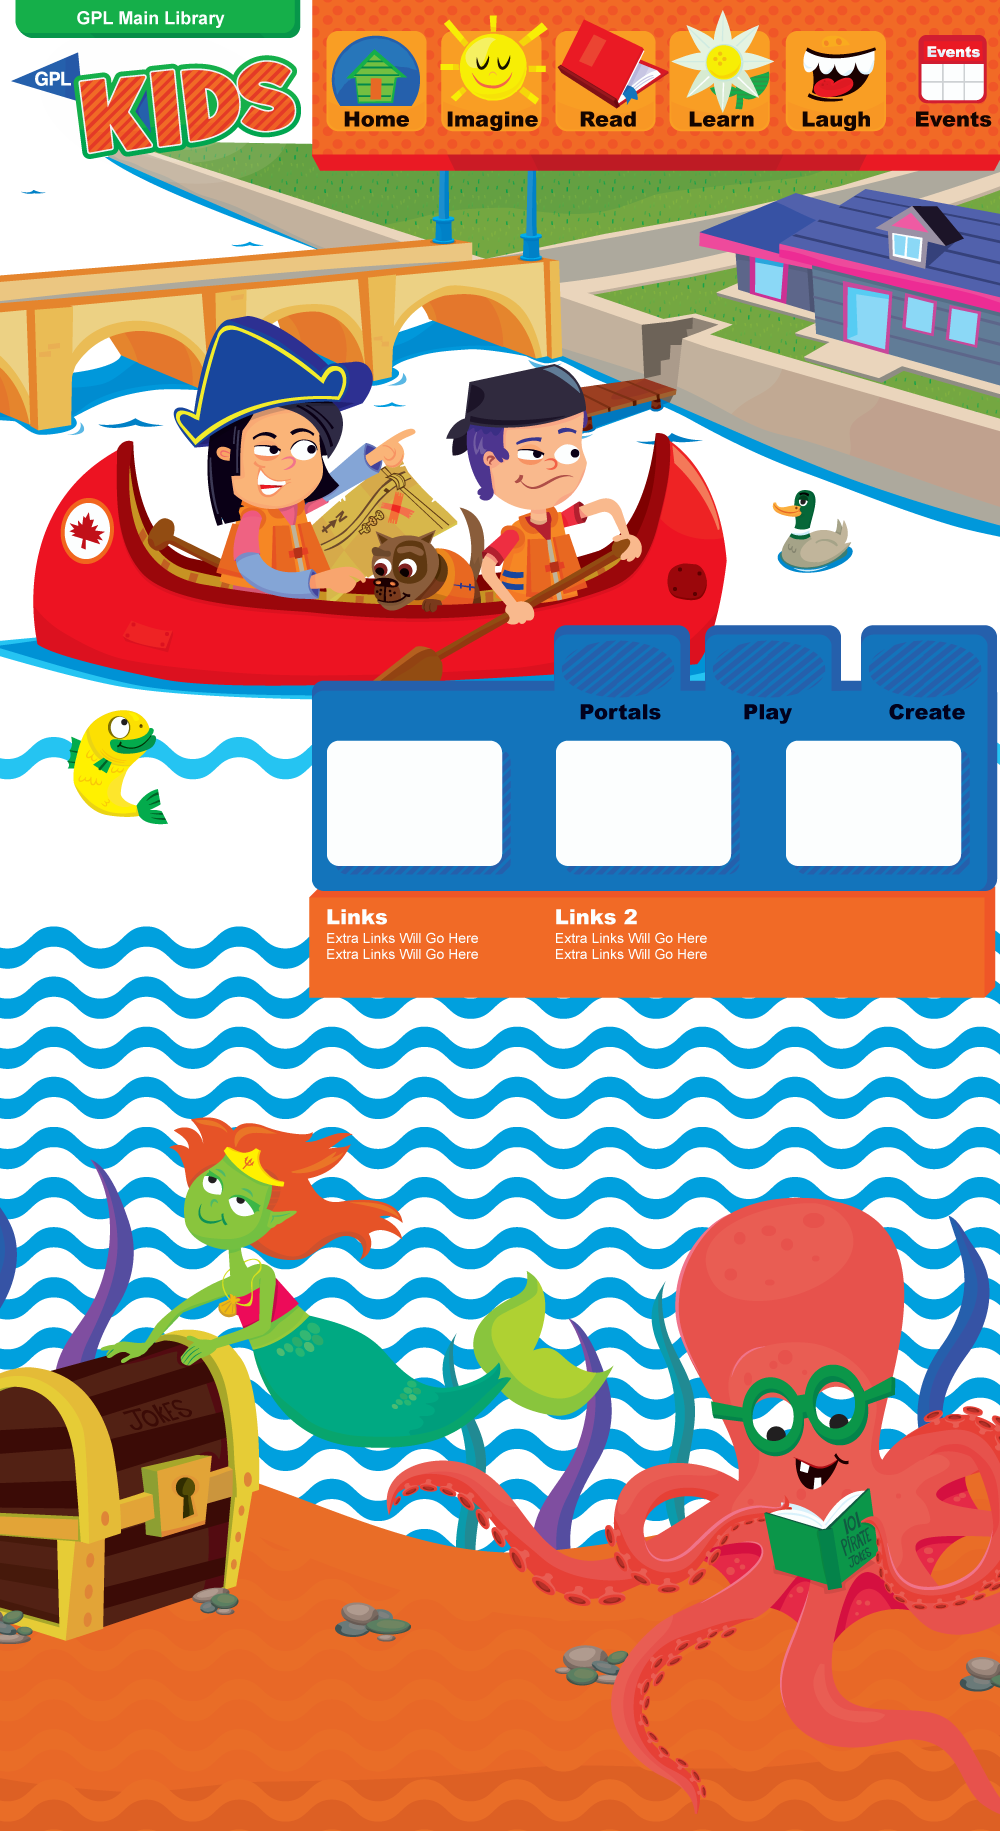 GPL Main Library
GPL
KIDS
Home
Imagine
Read
Learn
Laugh
Events
Events
N
Portals
Play
Create
Links
Extra Links Will Go Here
Extra Links Will Go Here
Links 2
Extra Links Will Go Here
Extra Links Will Go Here
JOKES
101
PIRATE
JOKES